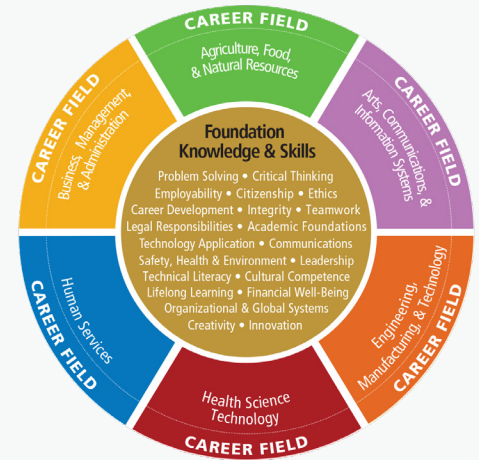 CAREER FIELD
Agriculture, Food,
& Natural Resources
CAREER FIELD
Arts, Communications, &
Information Systems
CAREER FIELD
Engineering,
Manufacturing, & Technology
CAREER FIELD
Health Science
Technology
CAREER FIELD
Human Services
CAREER FIELD
Business, Management,
& Administration
Foundation
Knowledge & Skills
Problem Solving • Critical Thinking
Employability • Citizenship • Ethics
Career Development • Integrity • Teamwork
Legal Responsibilities • Academic Foundations
Technology Application • Communications
Safety, Health & Environment • Leadership
Technical Literacy • Cultural Competence
Lifelong Learning • Financial Well-Being
Organizational & Global Systems
Creativity • Innovation